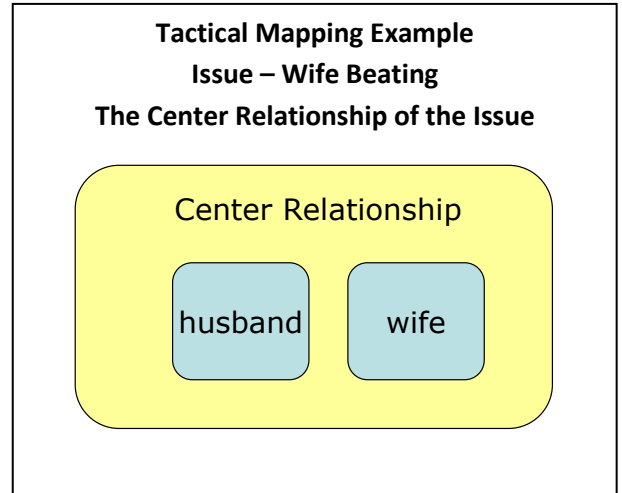 Tactical Mapping Example
Issue – Wife Beating
The Center Relationship of the Issue
Center Relationship
husband
wife